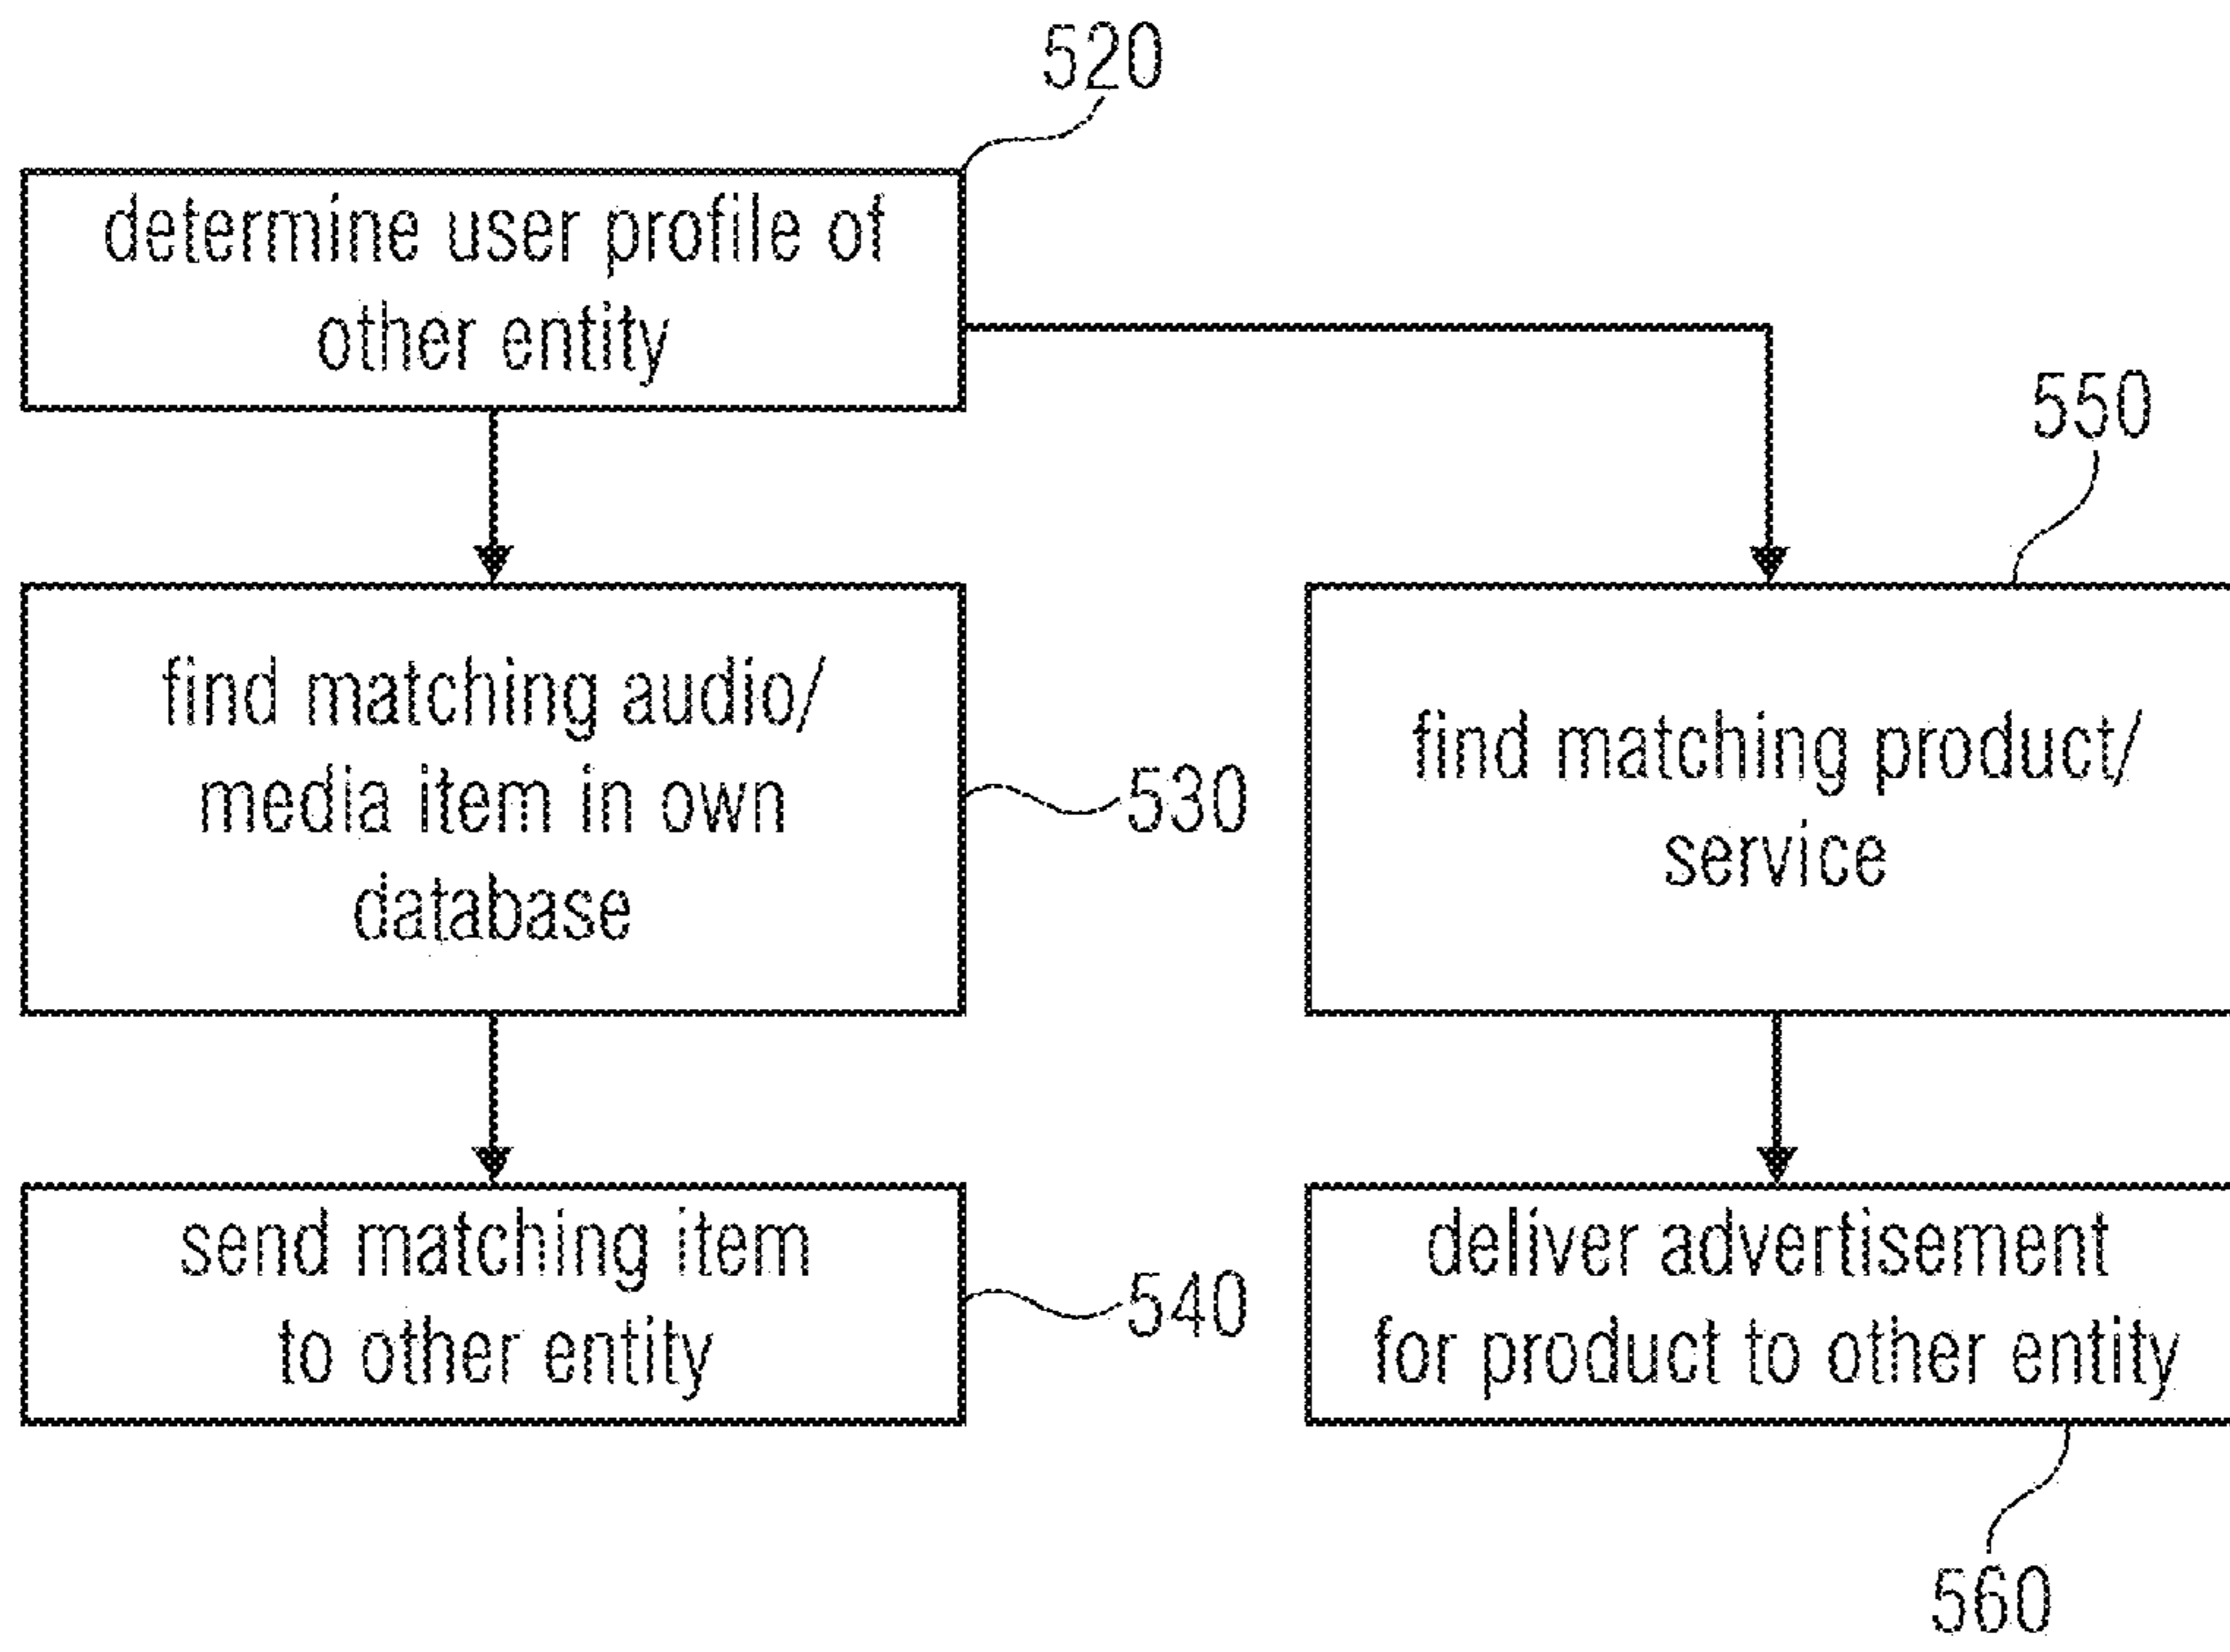 520
determine user profile of
other entity
550
find matching audio/
media item in own
database
530
find matching product/
service
send matching item
to other entity
540
deliver advertisement
for product to other entity
560